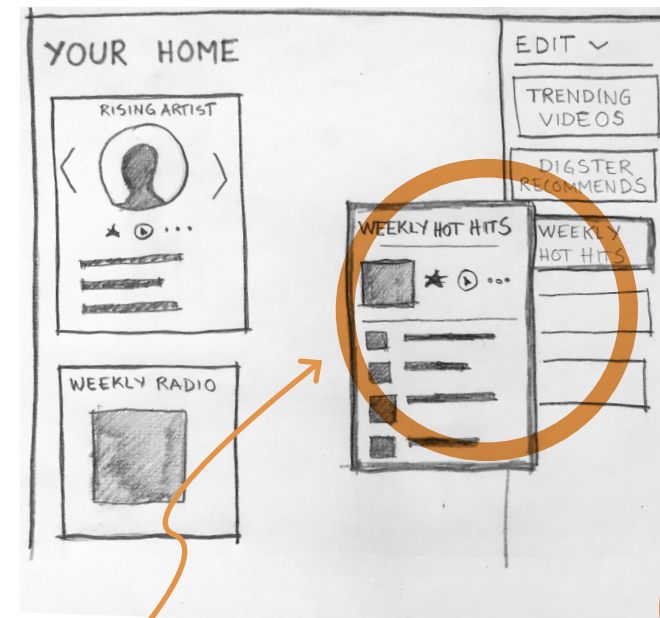 YOUR HOME
EDIT
RISING ARTIST
TRENDING
VIDEOS
DIGSTER
RECOMMENDS
WEEKLY HOT HITS
WEEKLY
HOT HITS
WEEKLY RADIO